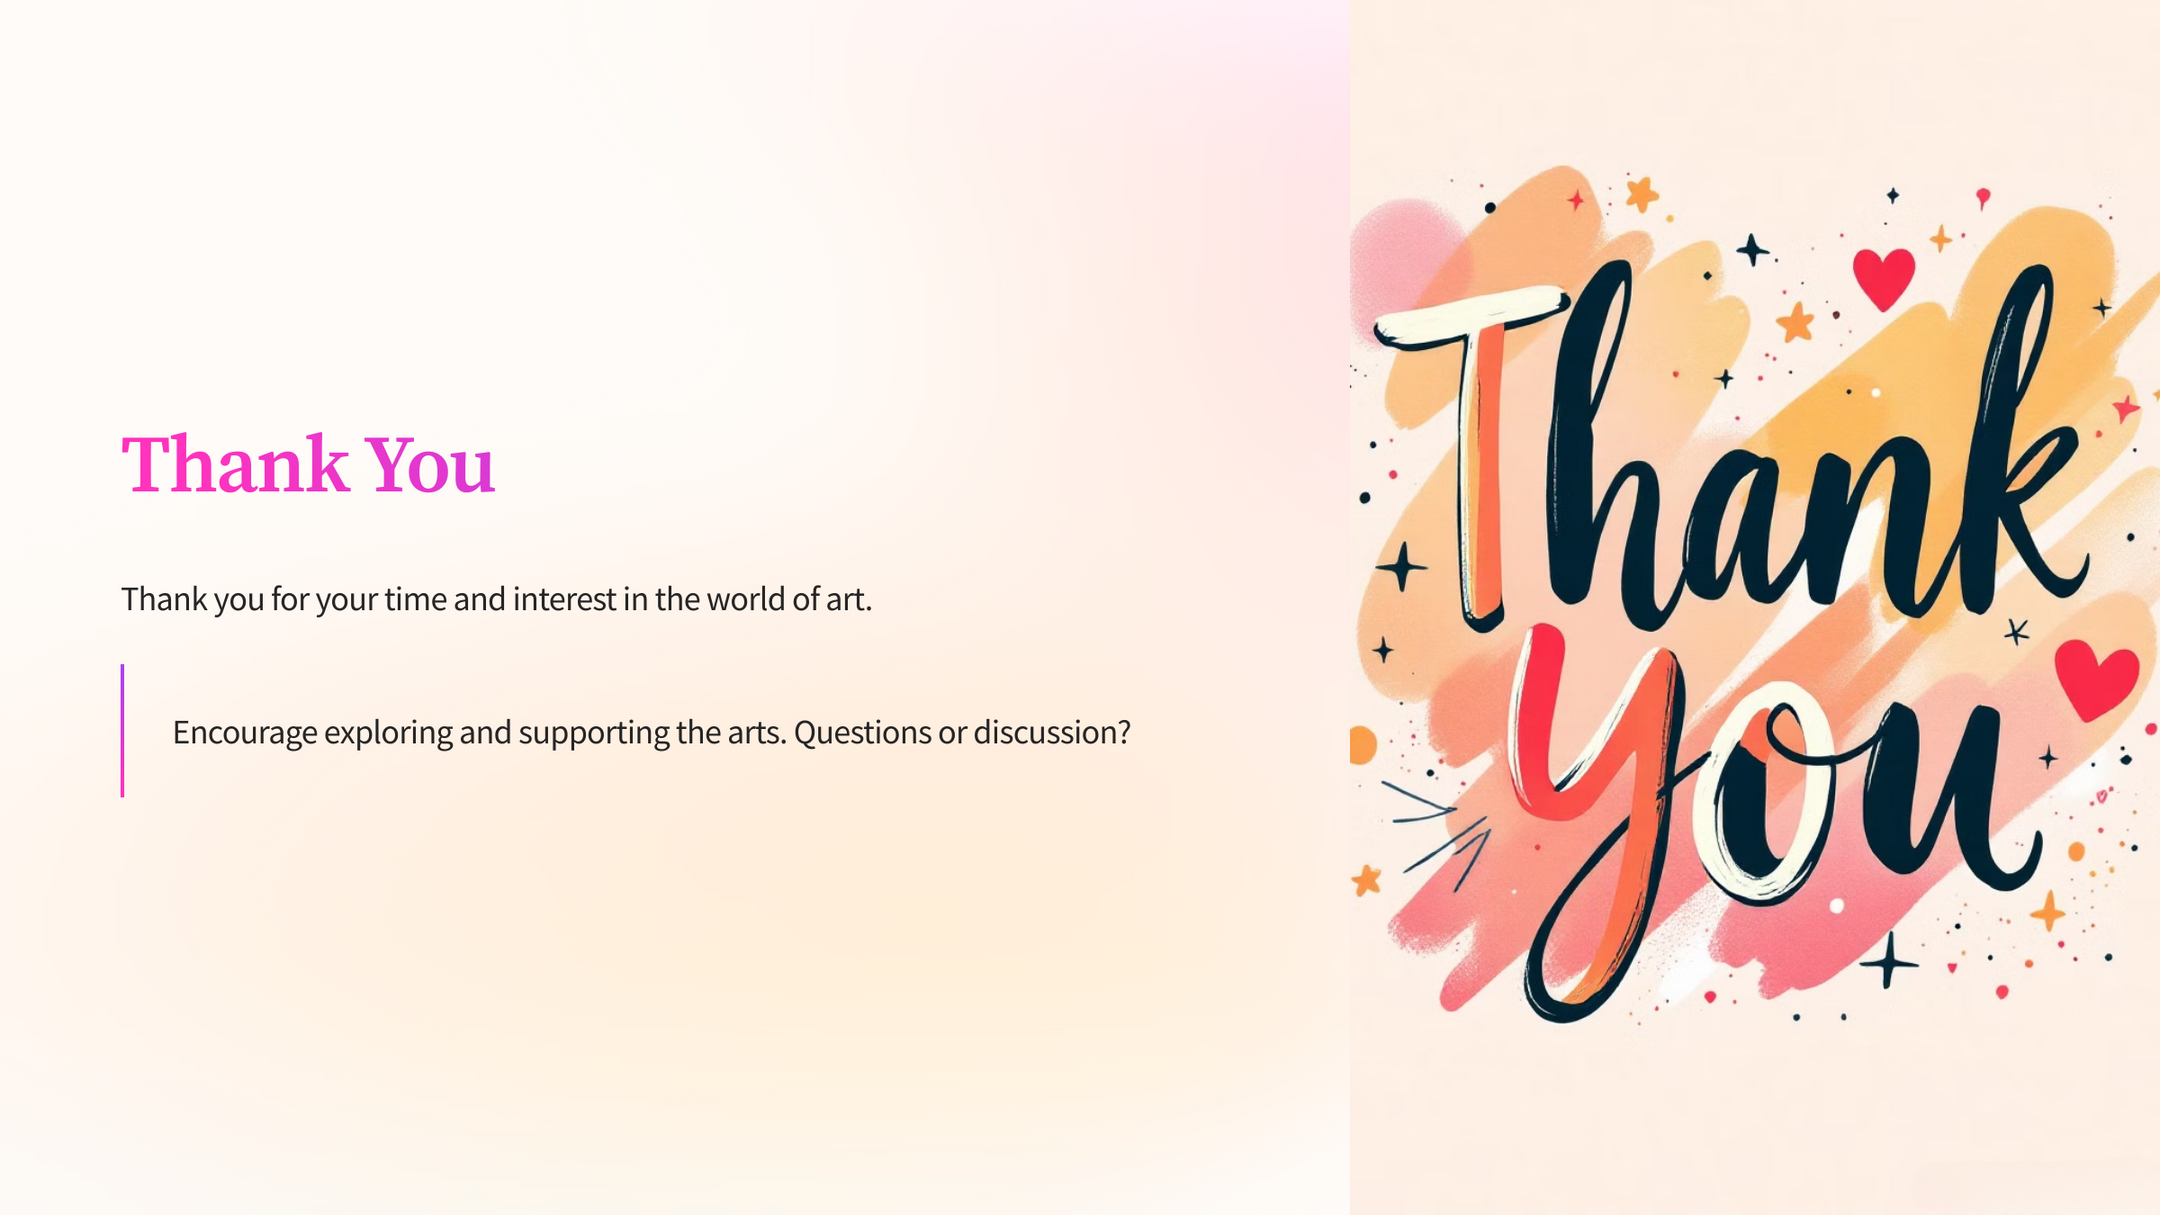 Thank You
Thank you for your time and interest in the world of art.
Encourage exploring and supporting the arts. Questions or discussion?
Thank
You